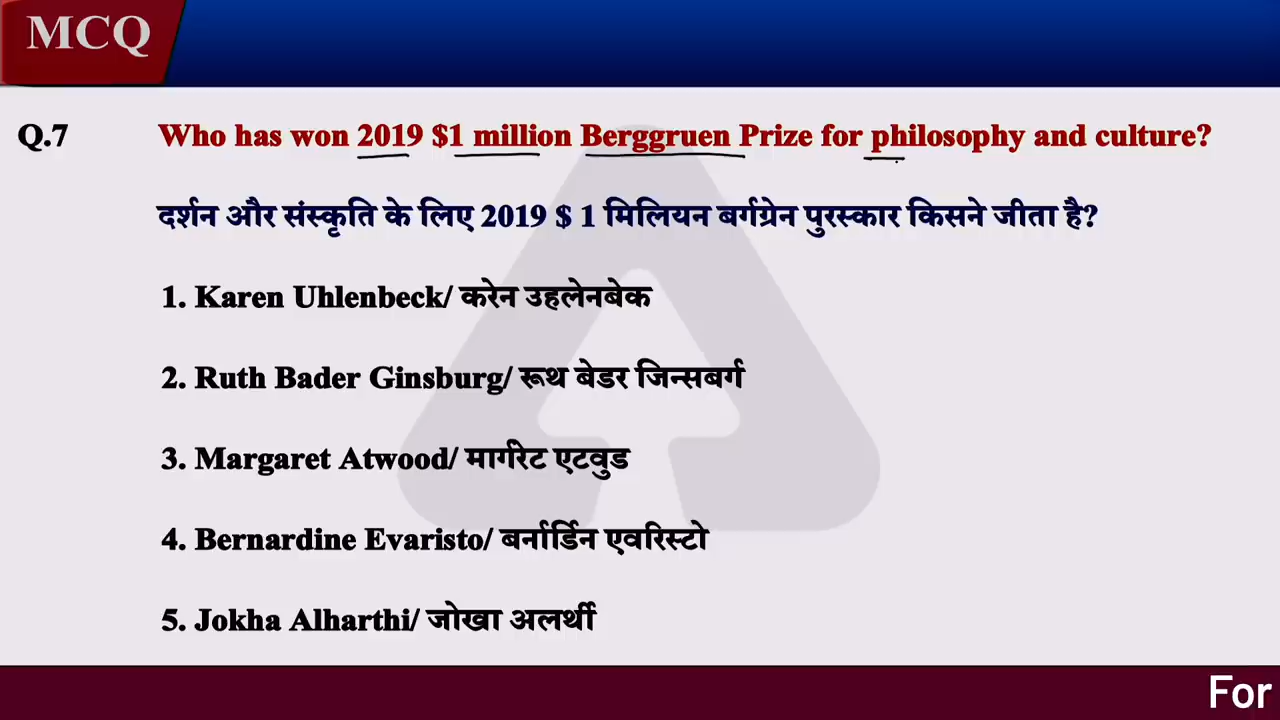 MCQ
Q.7 Who has won 2019 $1 million Berggruen Prize for philosophy and culture?
दर्शन और संस्कृति के लिए 2019 $ 1 मिलियन बर्गग्रेन पुरस्कार किसने जीता है?
1. Karen Uhlenbeck/ करेन उहलेनबेक
2. Ruth Bader Ginsburg/ रूथ बेडर जिन्सबर्ग
3. Margaret Atwood/ मार्गरेट एटवुड
4. Bernardine Evaristo/ बर्नार्डिन एवरिस्टो
5. Jokha Alharthi/ जोखा अलर्थी
For